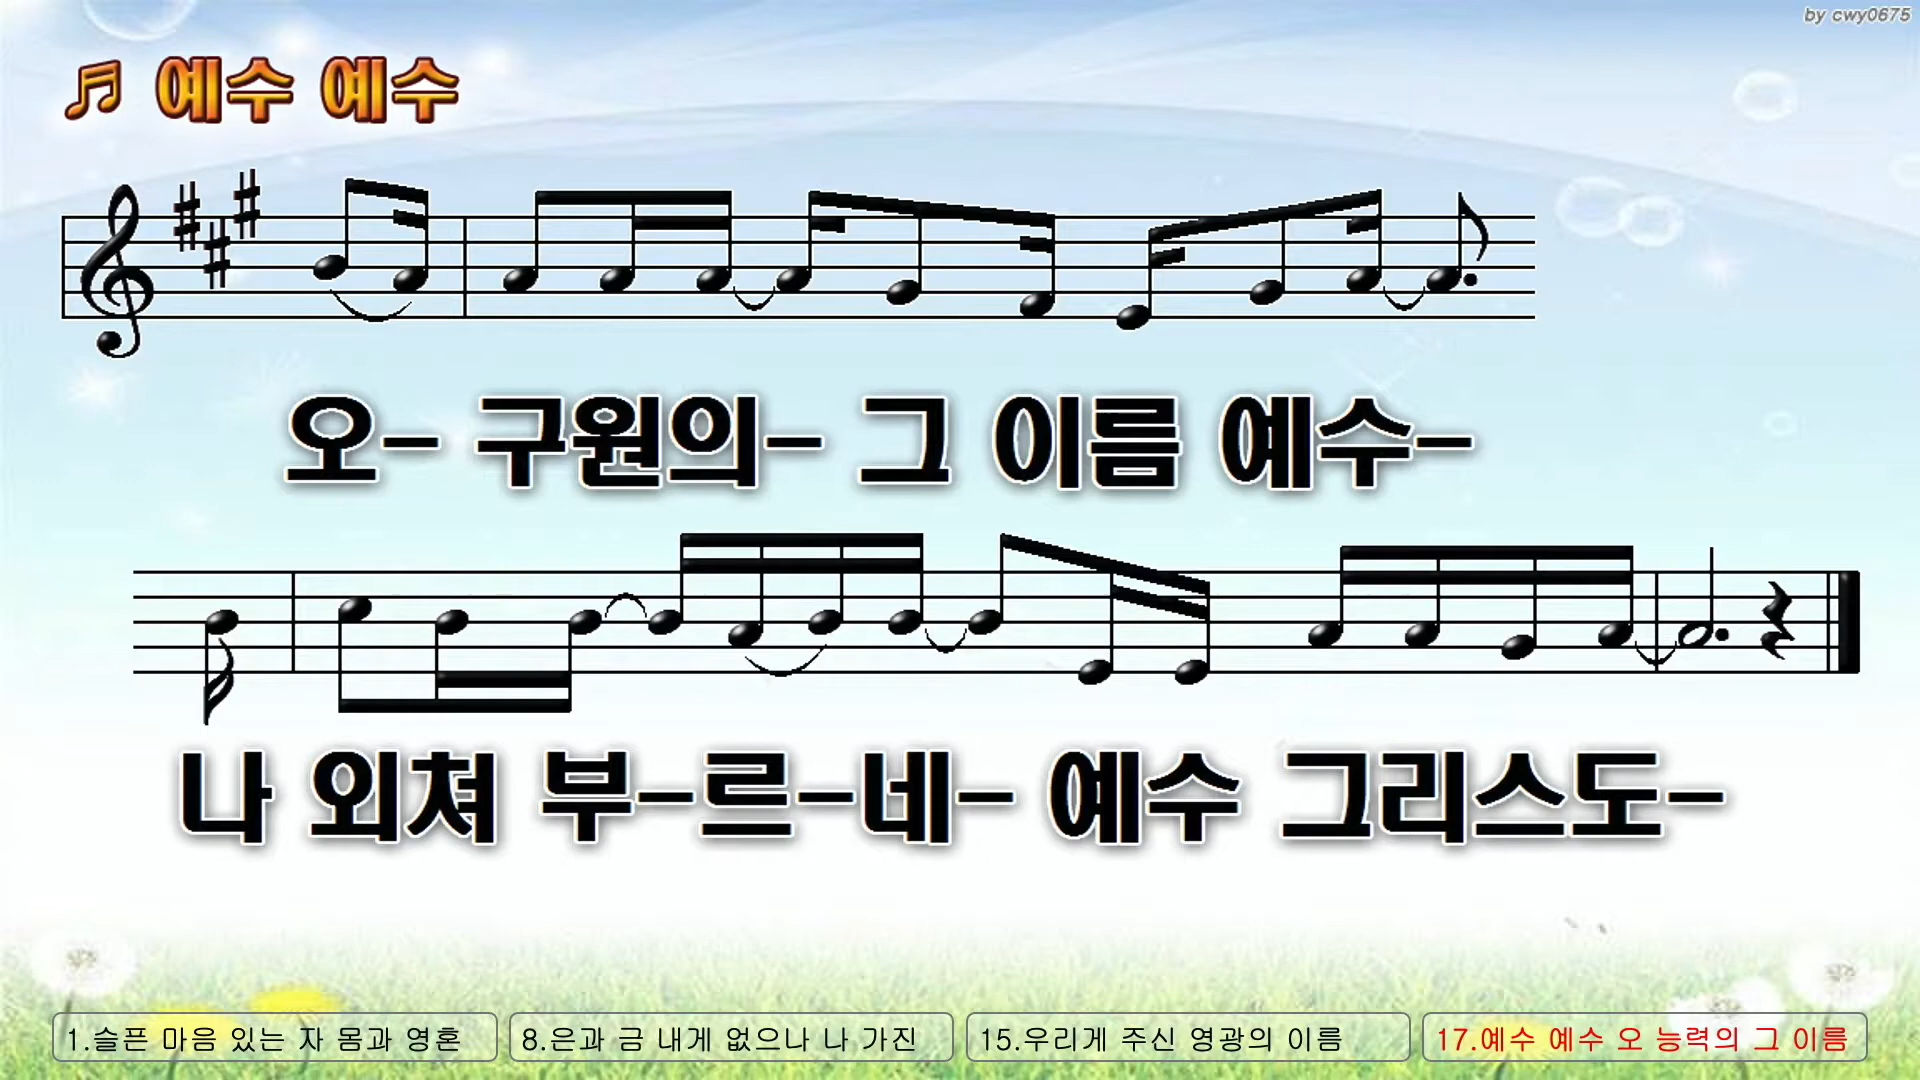 by cwy0675
♬ 예수 예수
오- 구원의- 그 이름 예수-
나 외쳐 부-르-네- 예수 그리스도-
1.슬픈 마음 있는 자 몸과 영혼
8.은과 금 내게 없으나 나 가진
15.우리게 주신 영광의 이름
17.예수 예수 오 능력의 그 이름